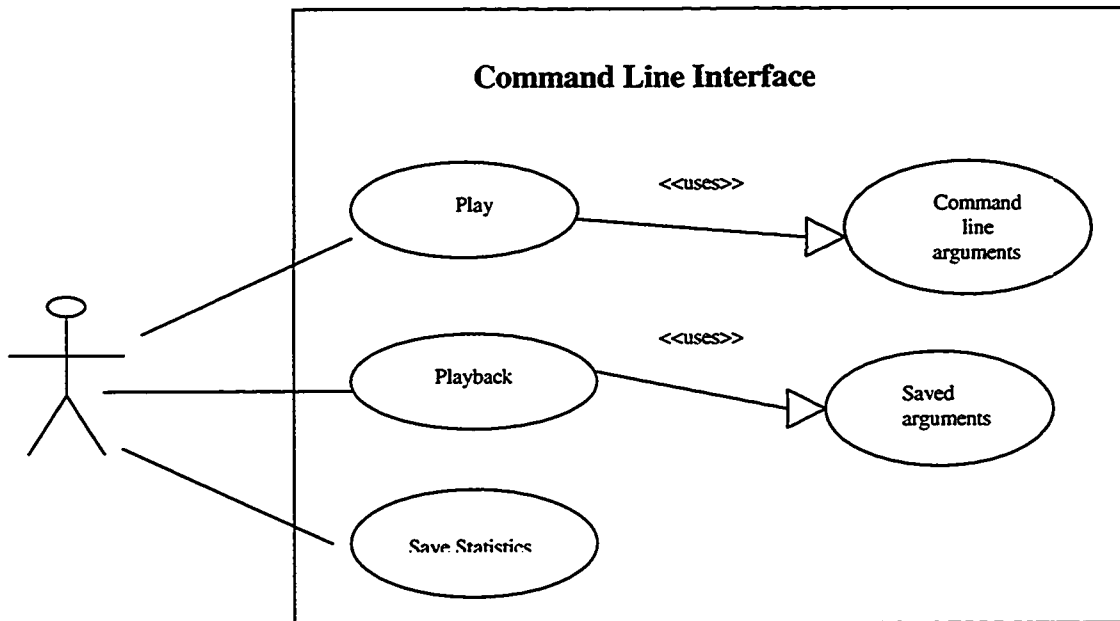 Command Line Interface
Play
<<uses>>
Command
line
arguments
Playback
<<uses>>
Saved
arguments
Save Statistics